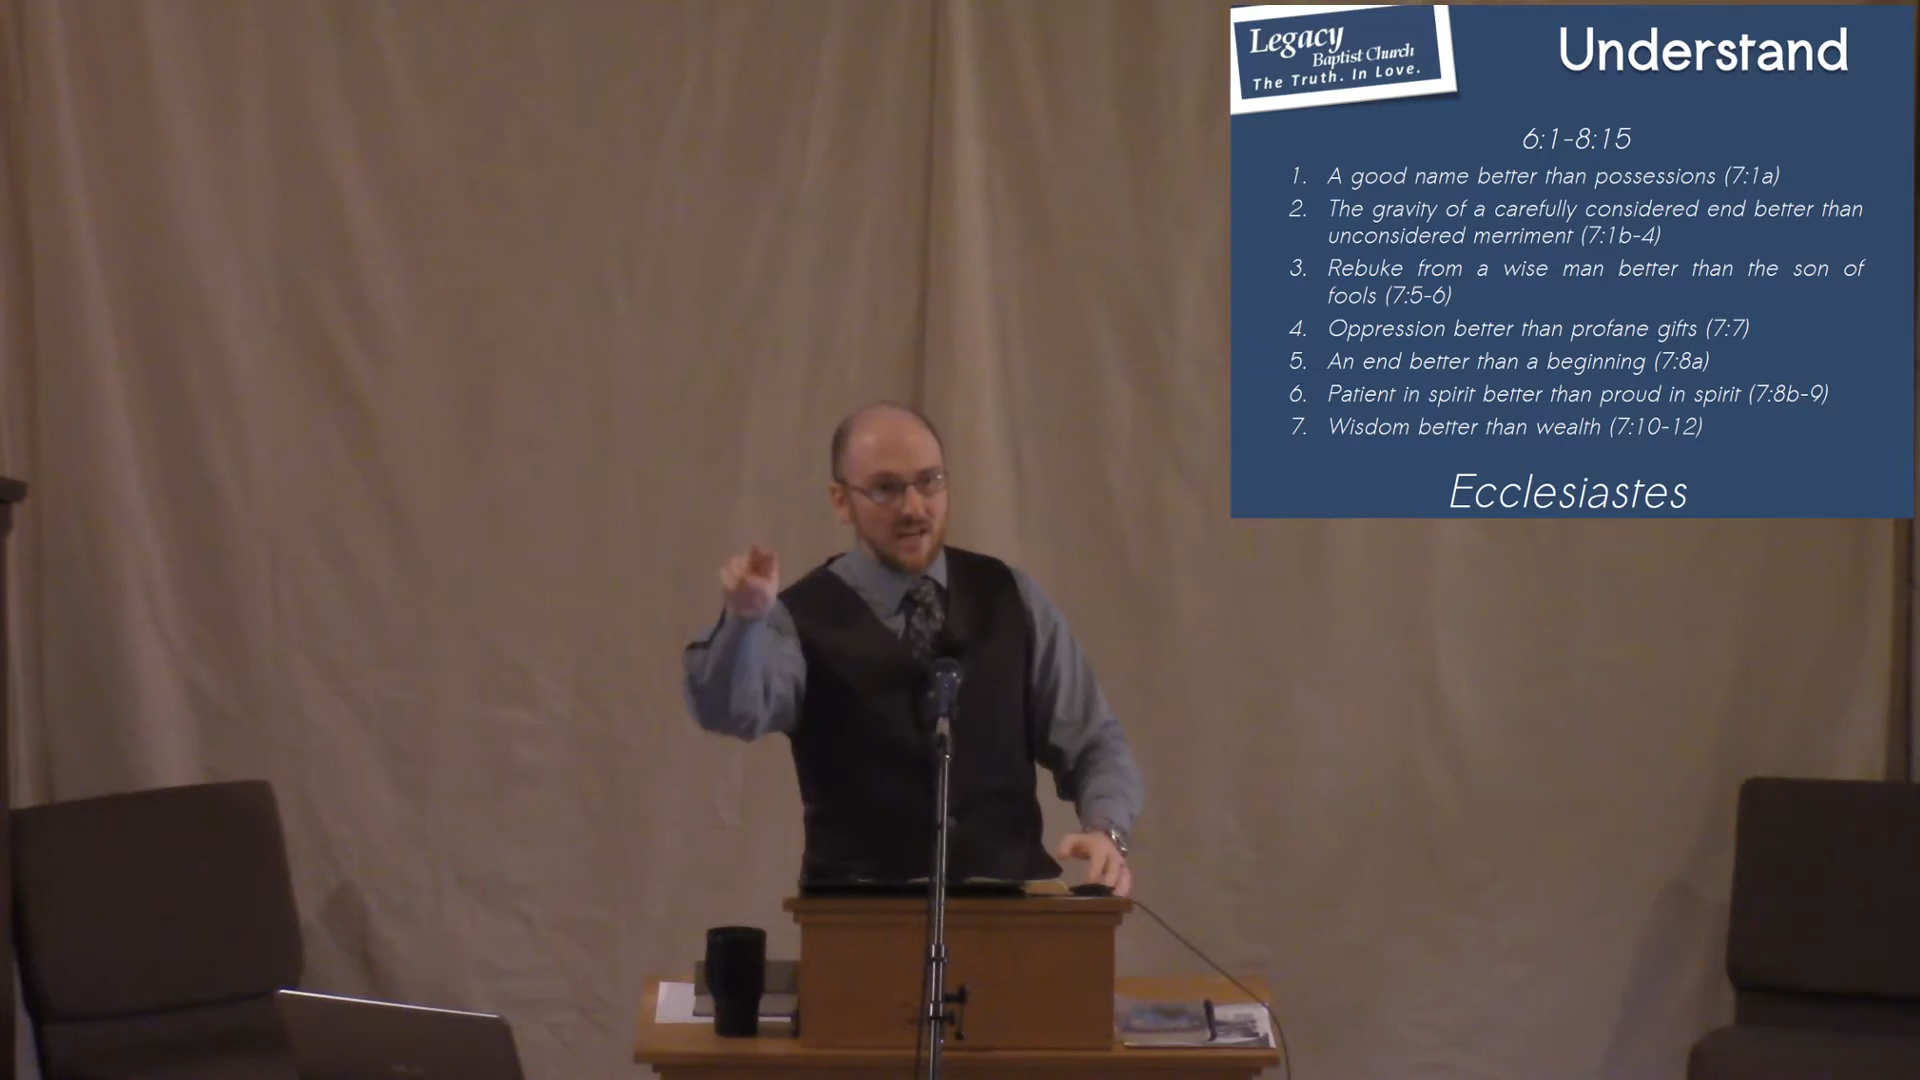 Legacy
Baptist Church
The Truth. In Love.
Understand
6:1-8:15
1. A good name better than possessions (7:1a)
2. The gravity of a carefully considered end better than
unconsidered merriment (7:1b-4)
3. Rebuke from a wise man better than the son of
fools (7:5-6)
4. Oppression better than profane gifts (7:7)
5. An end better than a beginning (7:8a)
6. Patient in spirit better than proud in spirit (7:8b-9)
7. Wisdom better than wealth (7:10-12)
Ecclesiastes